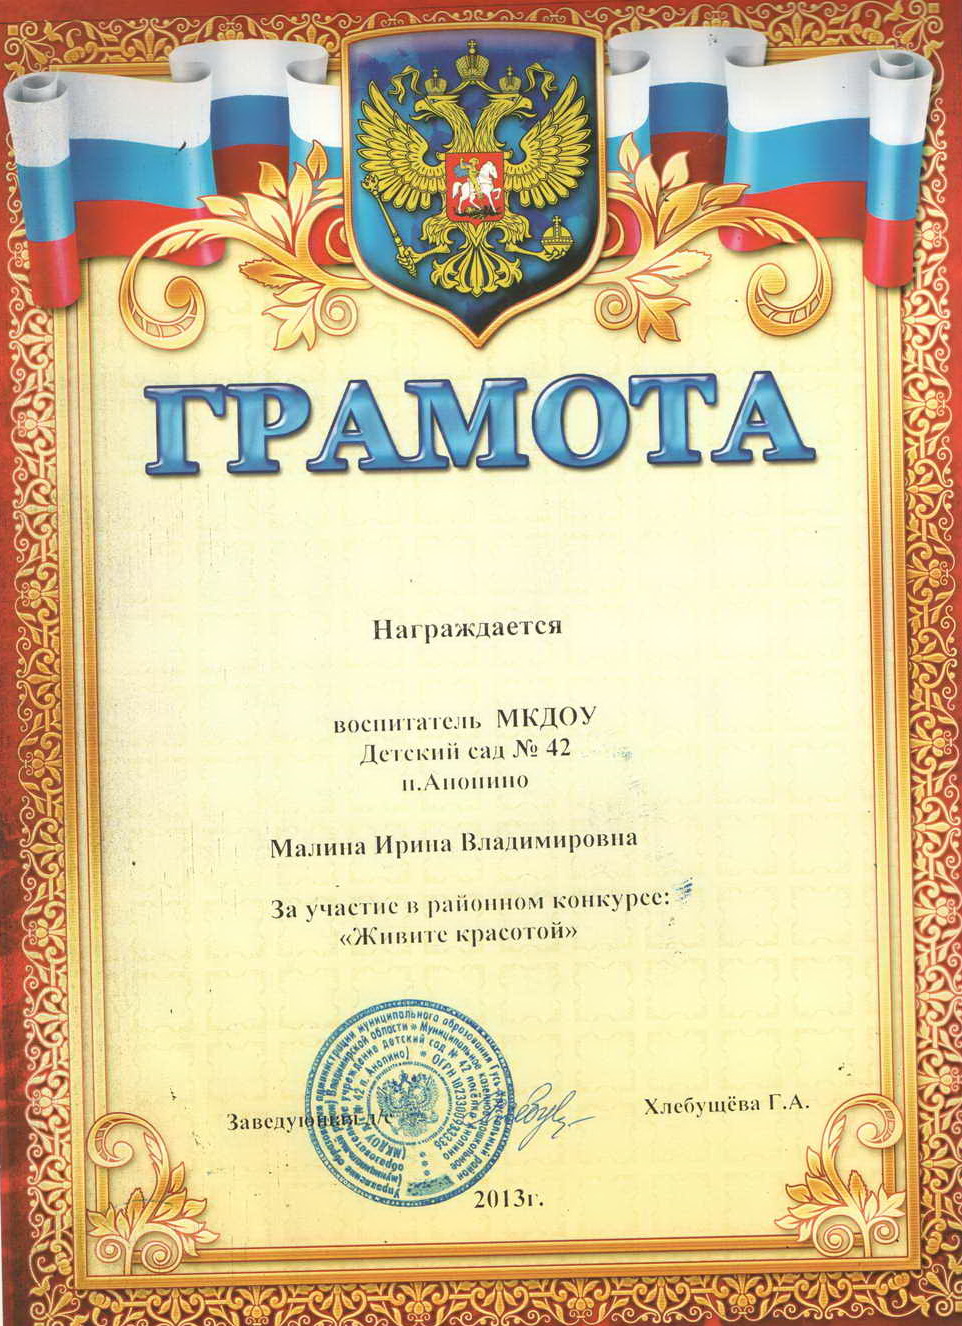 ГРАМОТА
Награждается
воспитатель МКДОУ
Детский сад № 42
п.Анопино
Малина Ирина Владимировна
За участие в районном конкурсе:
«Живите красотой»
Заведующая д/с
Хлебущёва Г.А.
2013г.